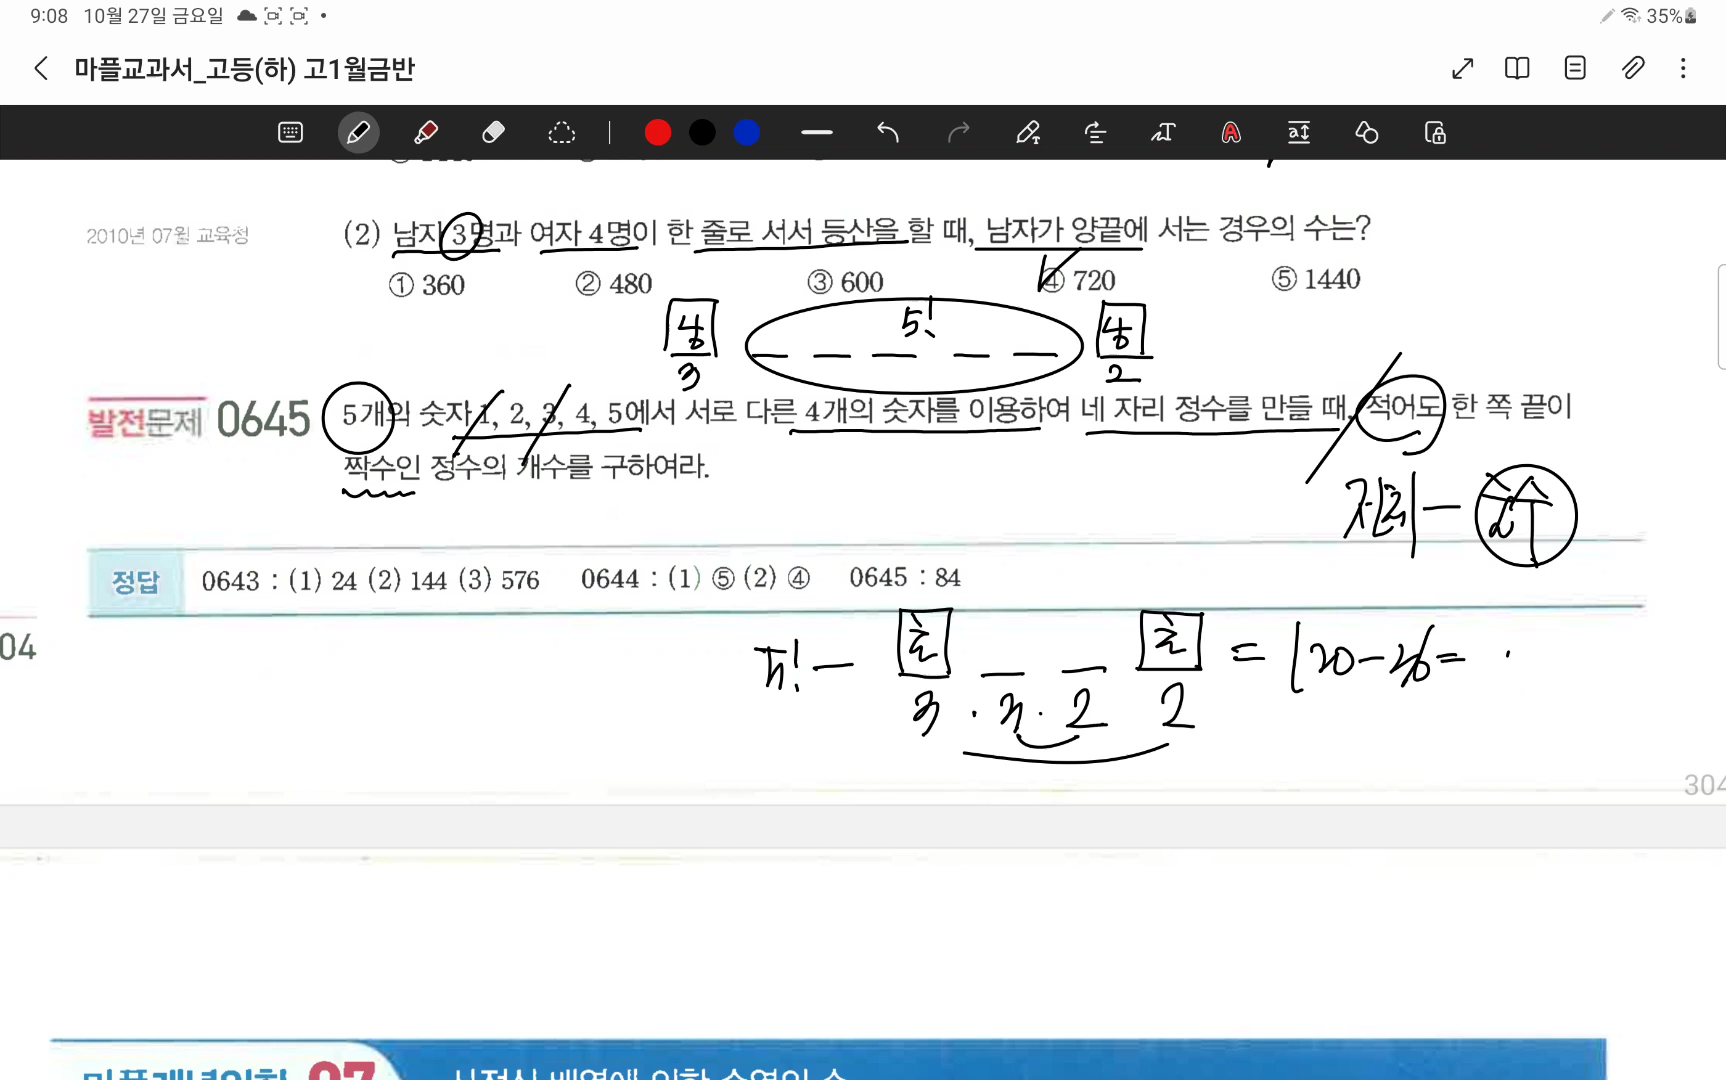 9:08 10월 27일 금요일
35%
마플교과서_고등(하) 고1월금반
2010년 07월 교육청
(2) 남자 3명과 여자 4명이 한 줄로 서서 등산을 할 때, 남자가 양끝에 서는 경우의 수는?
① 360 ② 480 ③ 600 ④ 720 ⑤ 1440
5!
3 2
발전문제 0645 5개의 숫자 1, 2, 3, 4, 5에서 서로 다른 4개의 숫자를 이용하여 네 자리 정수를 만들 때, 적어도 한 쪽 끝이
짝수인 정수의 개수를 구하여라.
정답 0643 : (1) 24 (2) 144 (3) 576 0644 : (1) ⑤ (2) ④ 0645 : 84
04
5! − 홀 홀 = 120 − 36 =
3 · 3 · 2 2
304